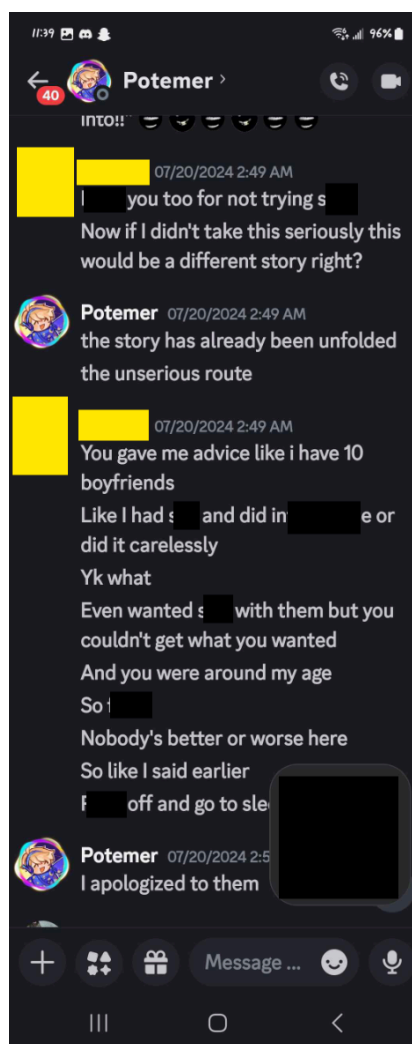 11:39 96%
40 Potemer >
into!!"
07/20/2024 2:49 AM
I you too for not trying s
Now if I didn't take this seriously this
would be a different story right?
Potemer 07/20/2024 2:49 AM
the story has already been unfolded
the unserious route
07/20/2024 2:49 AM
You gave me advice like i have 10
boyfriends
Like I had s and did in e or
did it carelessly
Yk what
Even wanted s with them but you
couldn't get what you wanted
And you were around my age
So
Nobody's better or worse here
So like I said earlier
F off and go to sle
Potemer 07/20/2024 2:5
I apologized to them
Message ...